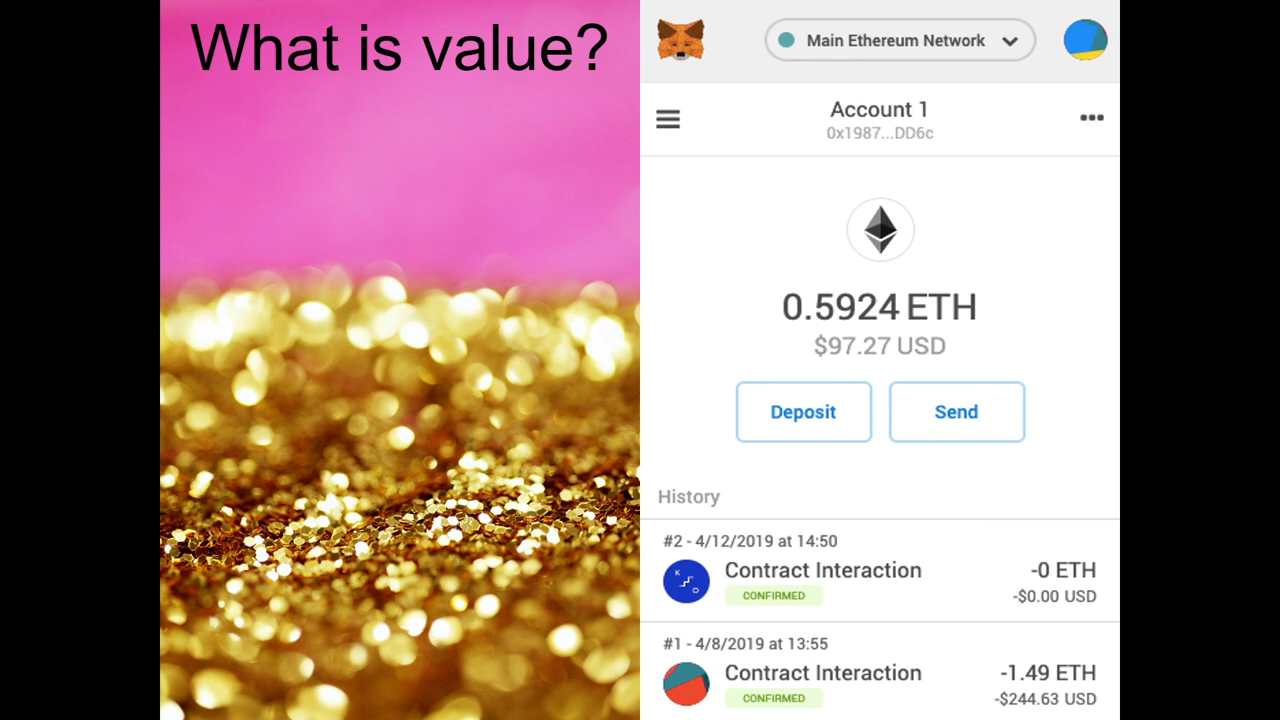 What is value?
Main Ethereum Network
Account 1
0x1987...DD6c
0.5924 ETH
$97.27 USD
Deposit
Send
History
#2 - 4/12/2019 at 14:50
K
O
Contract Interaction
-0 ETH
CONFIRMED
-$0.00 USD
#1 - 4/8/2019 at 13:55
Contract Interaction
-1.49 ETH
CONFIRMED
-$244.63 USD